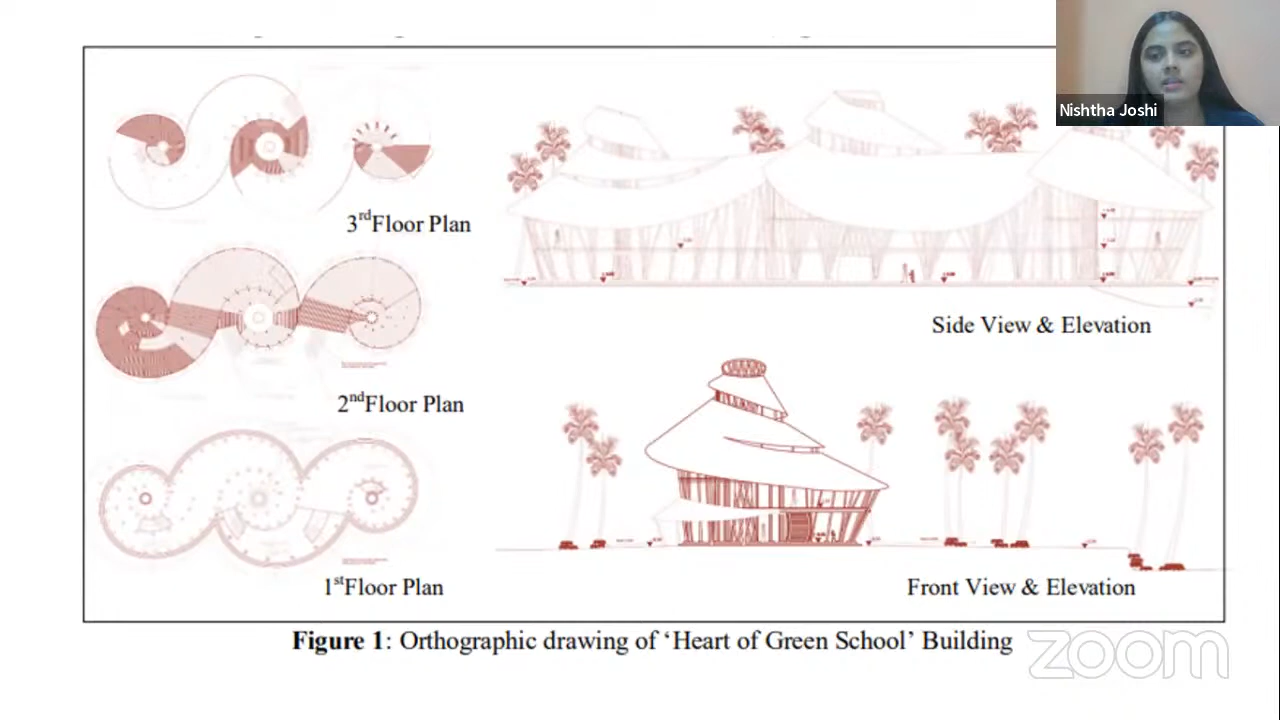 Nishtha Joshi
3rdFloor Plan
2ndFloor Plan
1stFloor Plan
Side View & Elevation
Front View & Elevation
Figure 1: Orthographic drawing of ‘Heart of Green School’ Building
zoom